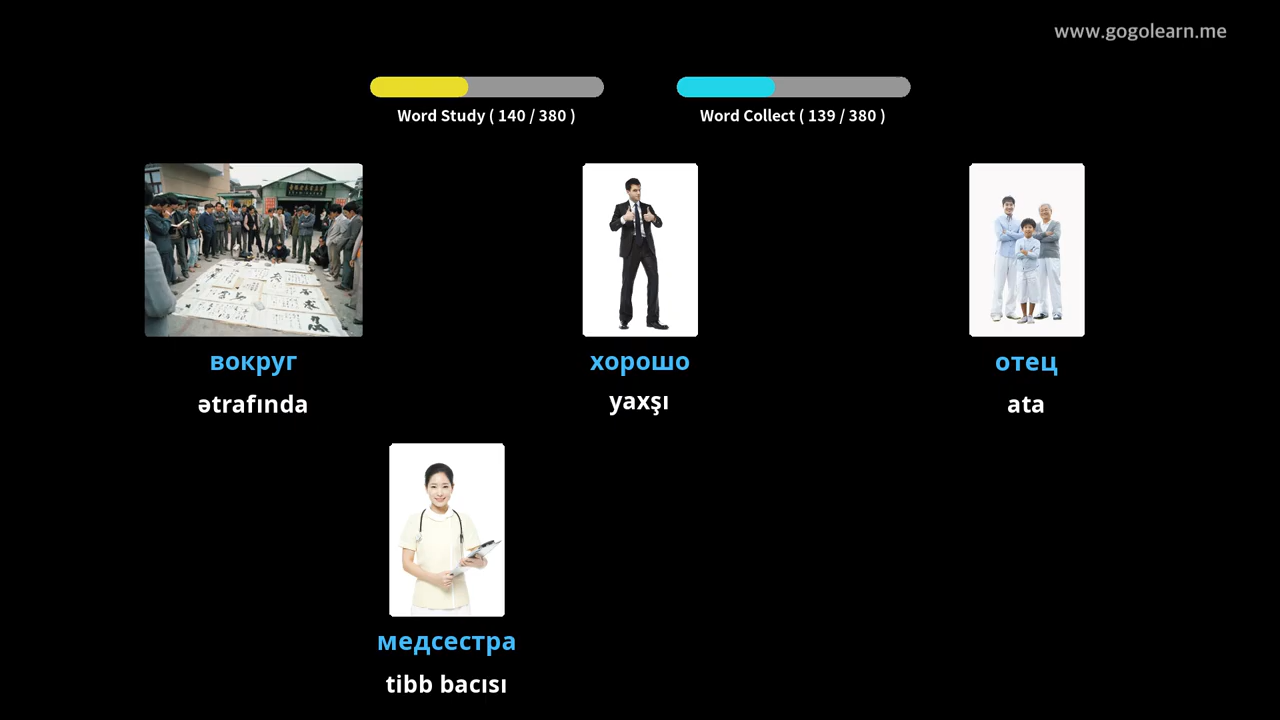 www.gogolearn.me
Word Study ( 140 / 380 )
Word Collect ( 139 / 380 )
вокруг
ətrafında
хорошо
yaxşı
отец
ata
медсестра
tibb bacısı